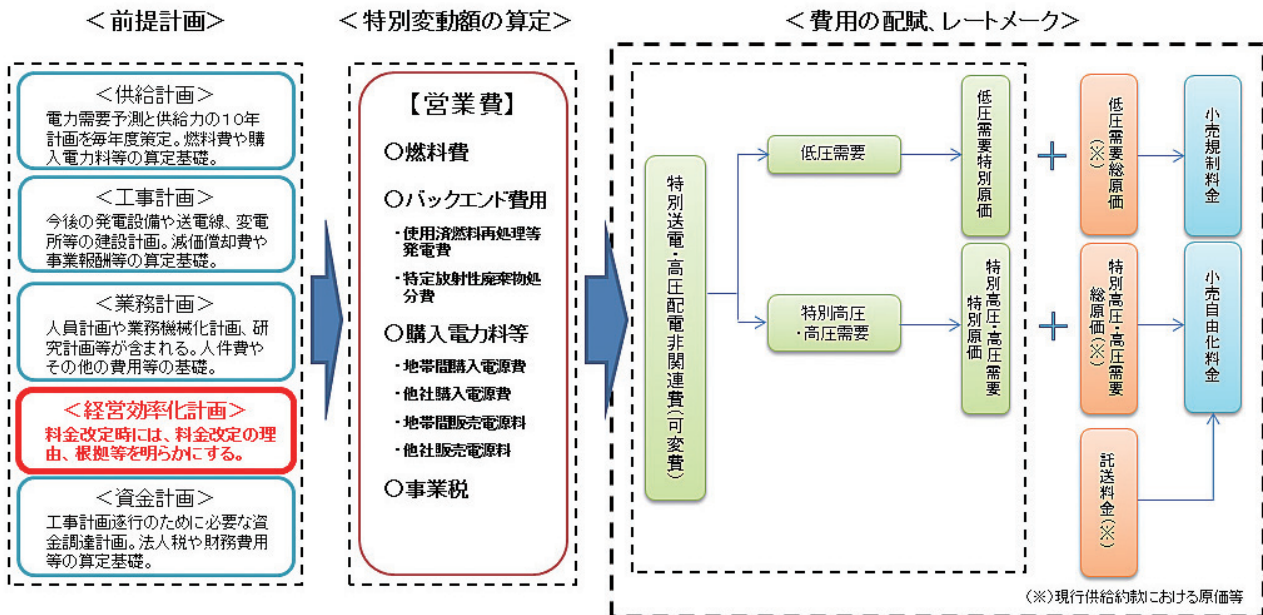 ＜前提計画＞
＜供給計画＞
電力需要予測と供給力の１０年
計画を毎年度策定。燃料費や購
入電力料等の算定基礎。
＜工事計画＞
今後の発電設備や送電線、変電
所等の建設計画。減価償却費や
事業報酬等の算定基礎。
＜業務計画＞
人員計画や業務機械化計画、研
究計画等が含まれる。人件費や
その他の費用等の基礎。
＜経営効率化計画＞
料金改定時には、料金改定の理
由、根拠等を明らかにする。
＜資金計画＞
工事計画遂行のために必要な資
金調達計画。法人税や財務費用
等の算定基礎。
＜特別変動額の算定＞
【営業費】
○燃料費
○バックエンド費用
・使用済燃料再処理等
発電費
・特定放射性廃棄物処
分費
○購入電力料等
・地帯間購入電源費
・他社購入電源費
・地帯間販売電源料
・他社販売電源料
○事業税
＜費用の配賦、レートメーク＞
特別送電・高圧配電非関連費（可変費）
低圧需要
低圧需要特別原価
＋
低圧需要総原価
（※）
小売規制料金
特別高圧
・高圧需要
特別高圧・高圧需要
特別原価
＋
特別高圧・高圧需要
総原価（※）
小売自由化料金
託送料金（※）
（※）現行供給約款における原価等